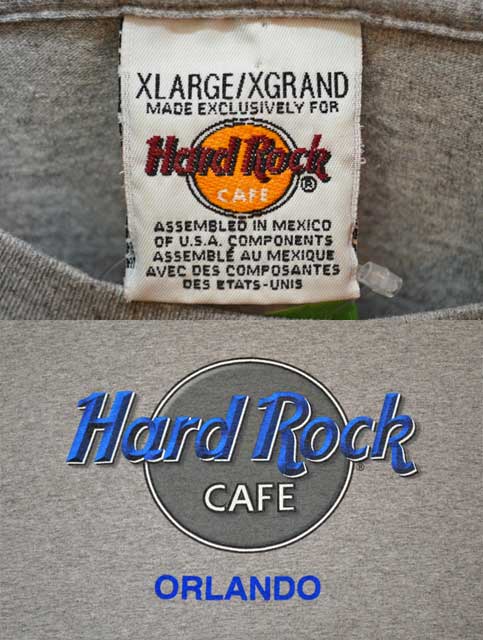 XLARGE/XGRAND
MADE EXCLUSIVELY FOR
Hard Rock
®
CAFE
ASSEMBLED IN MEXICO
OF U.S.A. COMPONENTS
ASSEMBLÉ AU MEXIQUE
AVEC DES COMPOSANTES
DES ETATS-UNIS
Hard Rock
®
CAFE
ORLANDO